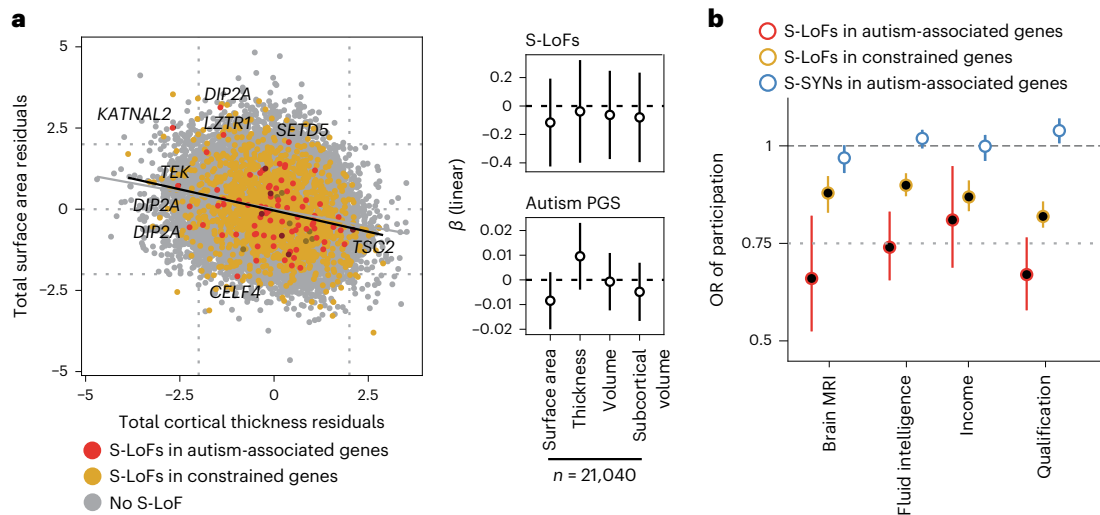 a
Total surface area residuals
5
2.5
0
−2.5
−5
−5
−2.5
0
2.5
Total cortical thickness residuals
KATNAL2
DIP2A
LZTR1
SETD5
TEK
DIP2A
DIP2A
TSC2
CELF4
S-LoFs in autism-associated genes
S-LoFs in constrained genes
No S-LoF
S-LoFs
0.2
0
−0.2
−0.4
β (linear)
Autism PGS
0.02
0.01
0
−0.01
−0.02
Surface area
Thickness
Volume
Subcortical
volume
n = 21,040
b
S-LoFs in autism-associated genes
S-LoFs in constrained genes
S-SYNs in autism-associated genes
OR of participation
1
0.75
0.5
Brain MRI
Fluid intelligence
Income
Qualification